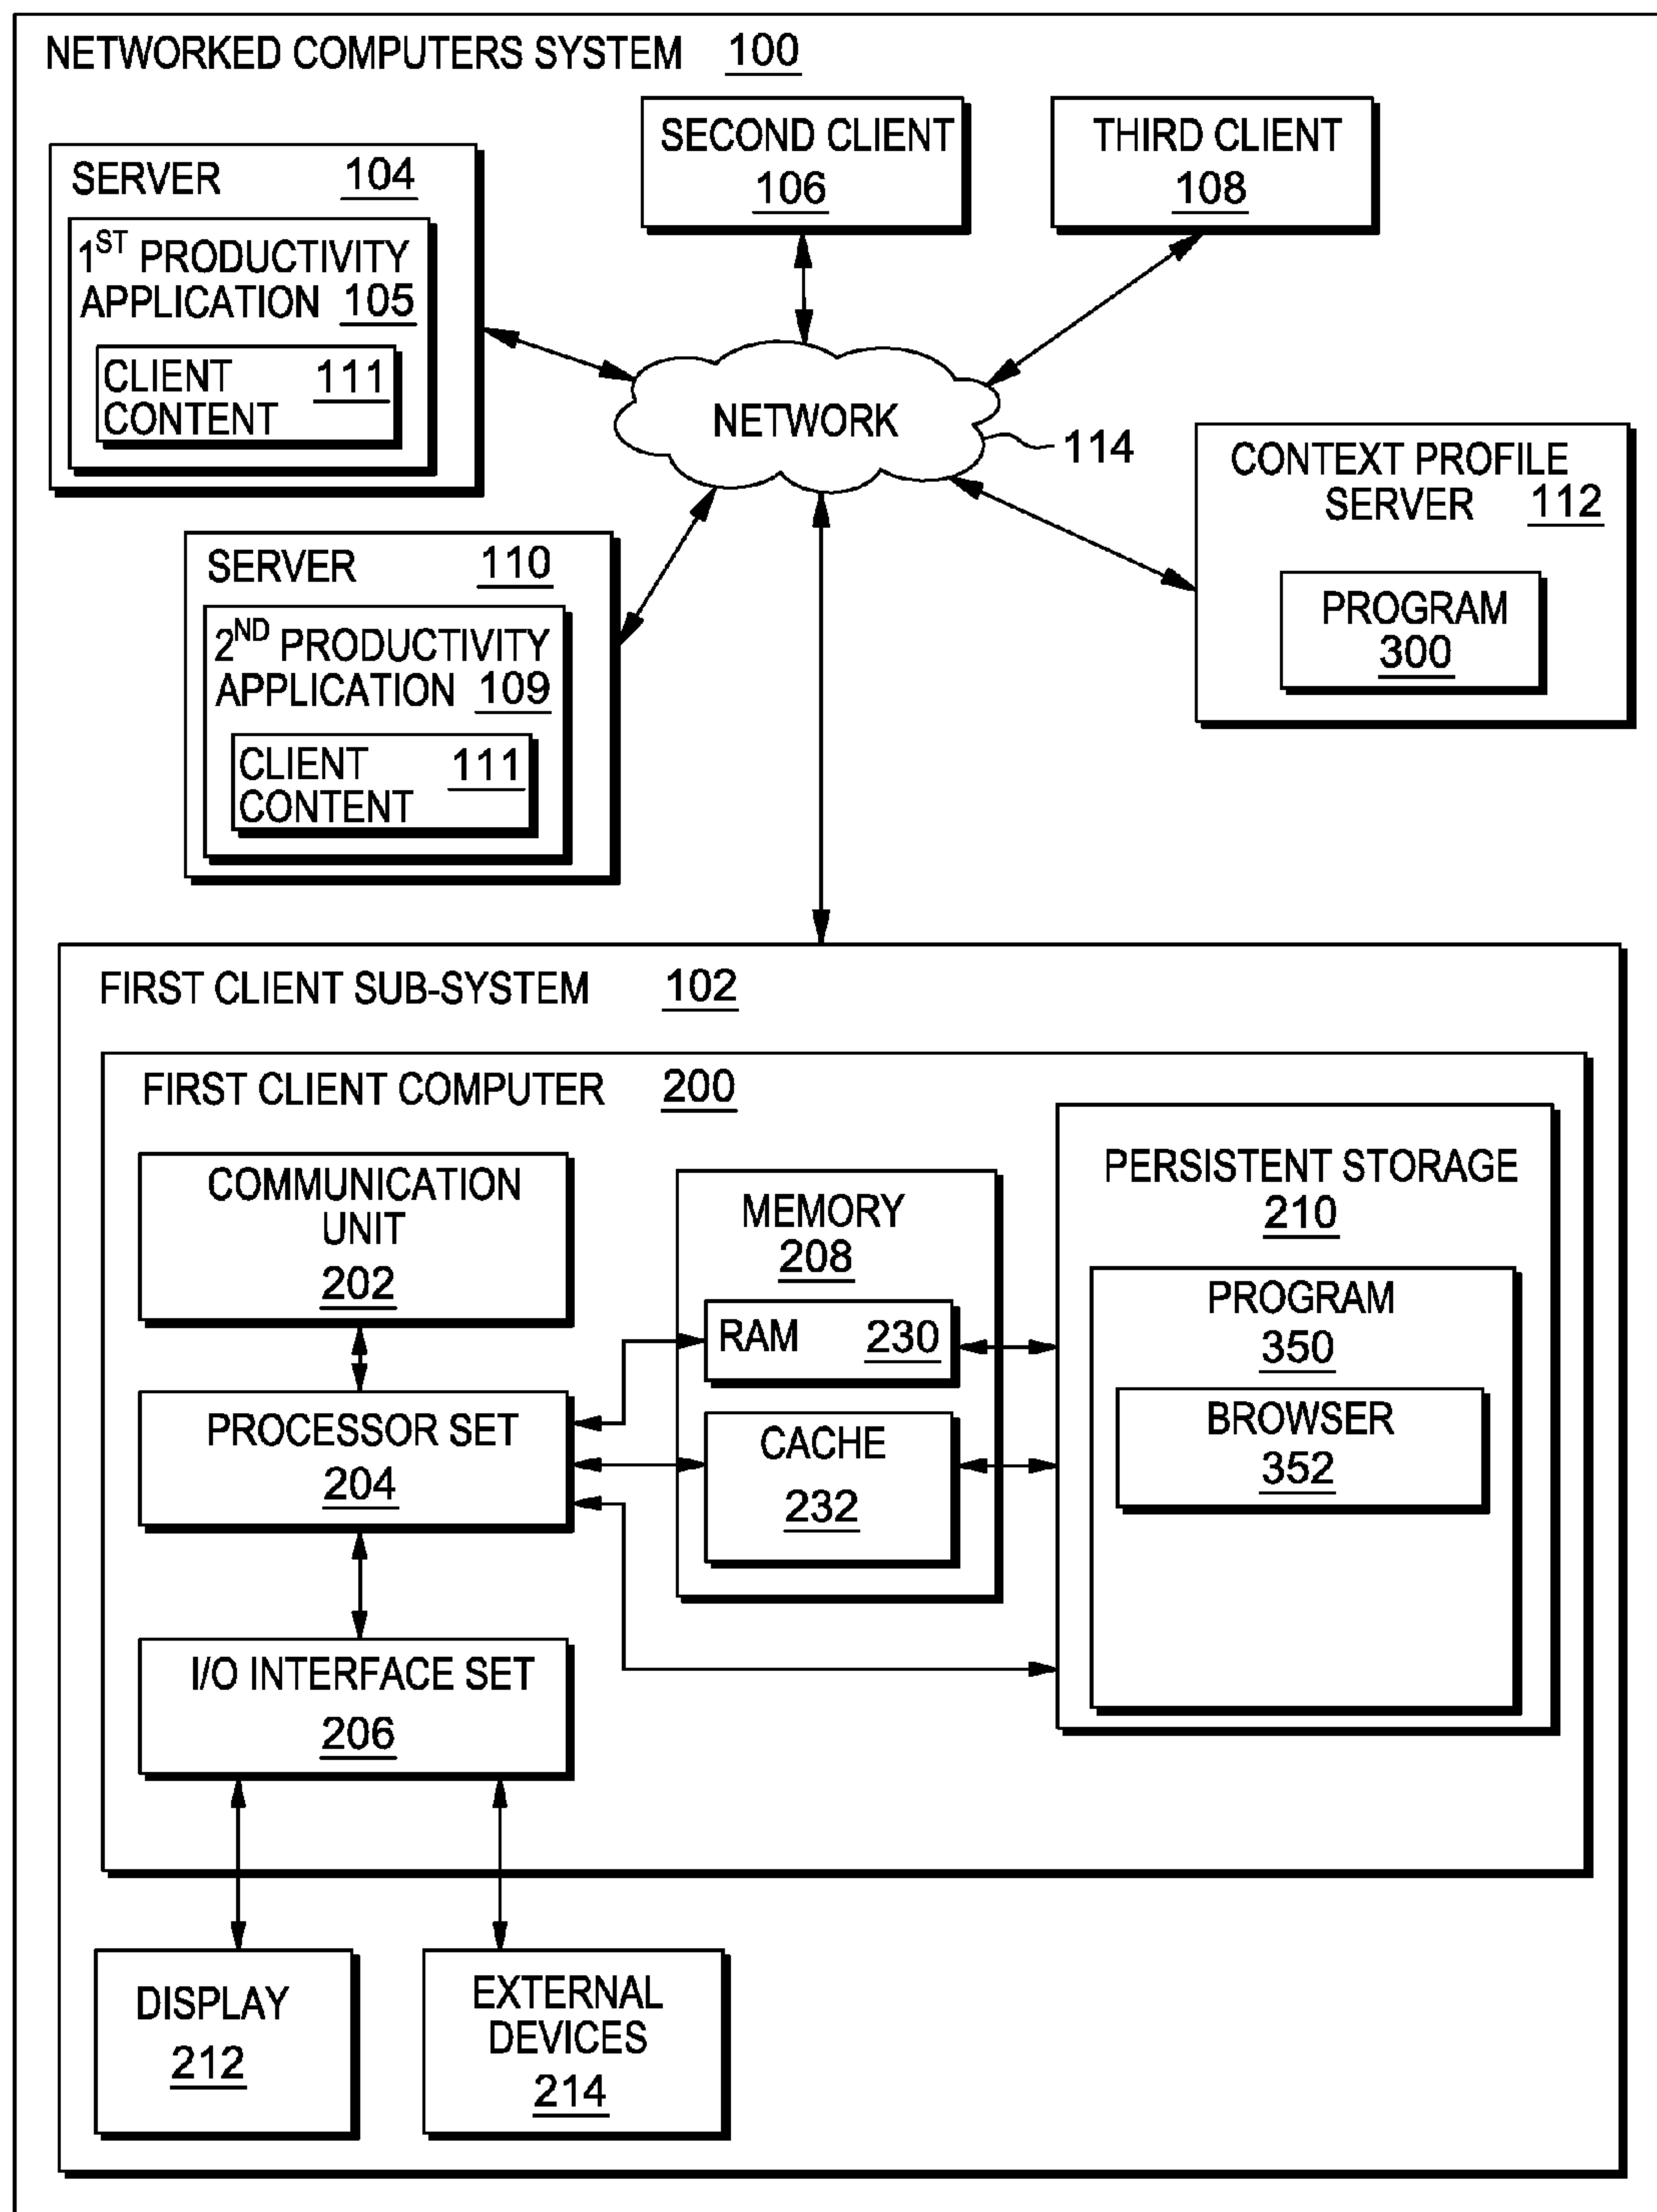 NETWORKED COMPUTERS SYSTEM 100
SECOND CLIENT
106
THIRD CLIENT
108
SERVER 104
1ST PRODUCTIVITY
APPLICATION 105
CLIENT 111
CONTENT
NETWORK
114
CONTEXT PROFILE
SERVER 112
PROGRAM
300
SERVER 110
2ND PRODUCTIVITY
APPLICATION 109
CLIENT 111
CONTENT
FIRST CLIENT SUB-SYSTEM 102
FIRST CLIENT COMPUTER 200
COMMUNICATION
UNIT
202
PROCESSOR SET
204
I/O INTERFACE SET
206
MEMORY
208
RAM 230
CACHE
232
PERSISTENT STORAGE
210
PROGRAM
350
BROWSER
352
DISPLAY
212
EXTERNAL
DEVICES
214